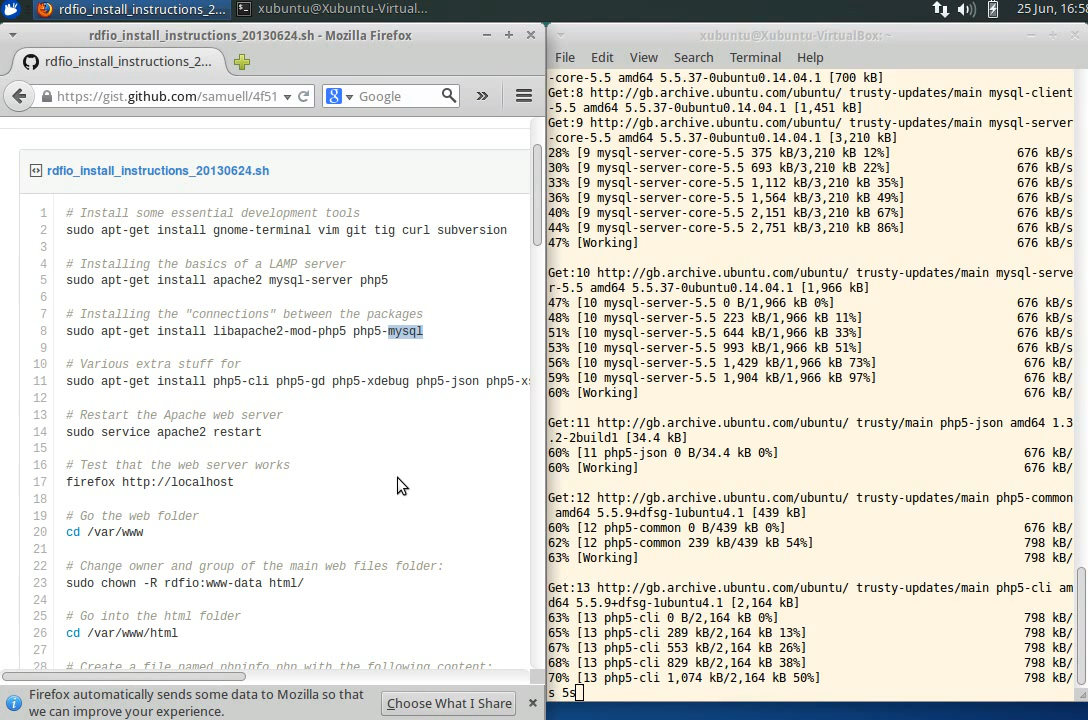 rdfio_install_instructions_2...
xubuntu@Xubuntu-Virtual...
25 Jun, 16:58
rdfio_install_instructions_20130624.sh - Mozilla Firefox
rdfio_install_instructions_2...
https://gist.github.com/samuell/4f51
Google
rdfio_install_instructions_20130624.sh
1 # Install some essential development tools
2 sudo apt-get install gnome-terminal vim git tig curl subversion
3
4 # Installing the basics of a LAMP server
5 sudo apt-get install apache2 mysql-server php5
6
7 # Installing the "connections" between the packages
8 sudo apt-get install libapache2-mod-php5 php5-mysql
9
10 # Various extra stuff for
11 sudo apt-get install php5-cli php5-gd php5-xdebug php5-json php5-xs
12
13 # Restart the Apache web server
14 sudo service apache2 restart
15
16 # Test that the web server works
17 firefox http://localhost
18
19 # Go the web folder
20 cd /var/www
21
22 # Change owner and group of the main web files folder:
23 sudo chown -R rdfio:www-data html/
24
25 # Go into the html folder
26 cd /var/www/html
27
28 # Create a file named phpinfo.php with the following content:
Firefox automatically sends some data to Mozilla so that
we can improve your experience.
Choose What I Share
xubuntu@Xubuntu-VirtualBox: ~
File Edit View Search Terminal Help
-core-5.5 amd64 5.5.37-0ubuntu0.14.04.1 [700 kB]
Get:8 http://gb.archive.ubuntu.com/ubuntu/ trusty-updates/main mysql-client
-5.5 amd64 5.5.37-0ubuntu0.14.04.1 [1,451 kB]
Get:9 http://gb.archive.ubuntu.com/ubuntu/ trusty-updates/main mysql-server
-core-5.5 amd64 5.5.37-0ubuntu0.14.04.1 [3,210 kB]
28% [9 mysql-server-core-5.5 375 kB/3,210 kB 12%] 676 kB/s
30% [9 mysql-server-core-5.5 693 kB/3,210 kB 22%] 676 kB/s
33% [9 mysql-server-core-5.5 1,112 kB/3,210 kB 35%] 676 kB/s
36% [9 mysql-server-core-5.5 1,564 kB/3,210 kB 49%] 676 kB/s
40% [9 mysql-server-core-5.5 2,151 kB/3,210 kB 67%] 676 kB/s
44% [9 mysql-server-core-5.5 2,751 kB/3,210 kB 86%] 676 kB/s
47% [Working] 676 kB/s
Get:10 http://gb.archive.ubuntu.com/ubuntu/ trusty-updates/main mysql-serve
r-5.5 amd64 5.5.37-0ubuntu0.14.04.1 [1,966 kB]
47% [10 mysql-server-5.5 0 B/1,966 kB 0%] 676 kB/s
48% [10 mysql-server-5.5 223 kB/1,966 kB 11%] 676 kB/s
51% [10 mysql-server-5.5 644 kB/1,966 kB 33%] 676 kB/s
53% [10 mysql-server-5.5 993 kB/1,966 kB 51%] 676 kB/s
56% [10 mysql-server-5.5 1,429 kB/1,966 kB 73%] 676 kB/
59% [10 mysql-server-5.5 1,904 kB/1,966 kB 97%] 676 kB/
60% [Working] 676 kB/
Get:11 http://gb.archive.ubuntu.com/ubuntu/ trusty/main php5-json amd64 1.3
.2-2build1 [34.4 kB]
60% [11 php5-json 0 B/34.4 kB 0%] 676 kB/
60% [Working] 676 kB/
Get:12 http://gb.archive.ubuntu.com/ubuntu/ trusty-updates/main php5-common
amd64 5.5.9+dfsg-1ubuntu4.1 [439 kB]
60% [12 php5-common 0 B/439 kB 0%] 676 kB/
62% [12 php5-common 239 kB/439 kB 54%] 798 kB/
63% [Working] 798 kB/
Get:13 http://gb.archive.ubuntu.com/ubuntu/ trusty-updates/main php5-cli am
d64 5.5.9+dfsg-1ubuntu4.1 [2,164 kB]
63% [13 php5-cli 0 B/2,164 kB 0%] 798 kB/
65% [13 php5-cli 289 kB/2,164 kB 13%] 798 kB/
67% [13 php5-cli 553 kB/2,164 kB 26%] 798 kB/
68% [13 php5-cli 829 kB/2,164 kB 38%] 798 kB/
70% [13 php5-cli 1,074 kB/2,164 kB 50%] 798 kB/
s 5s